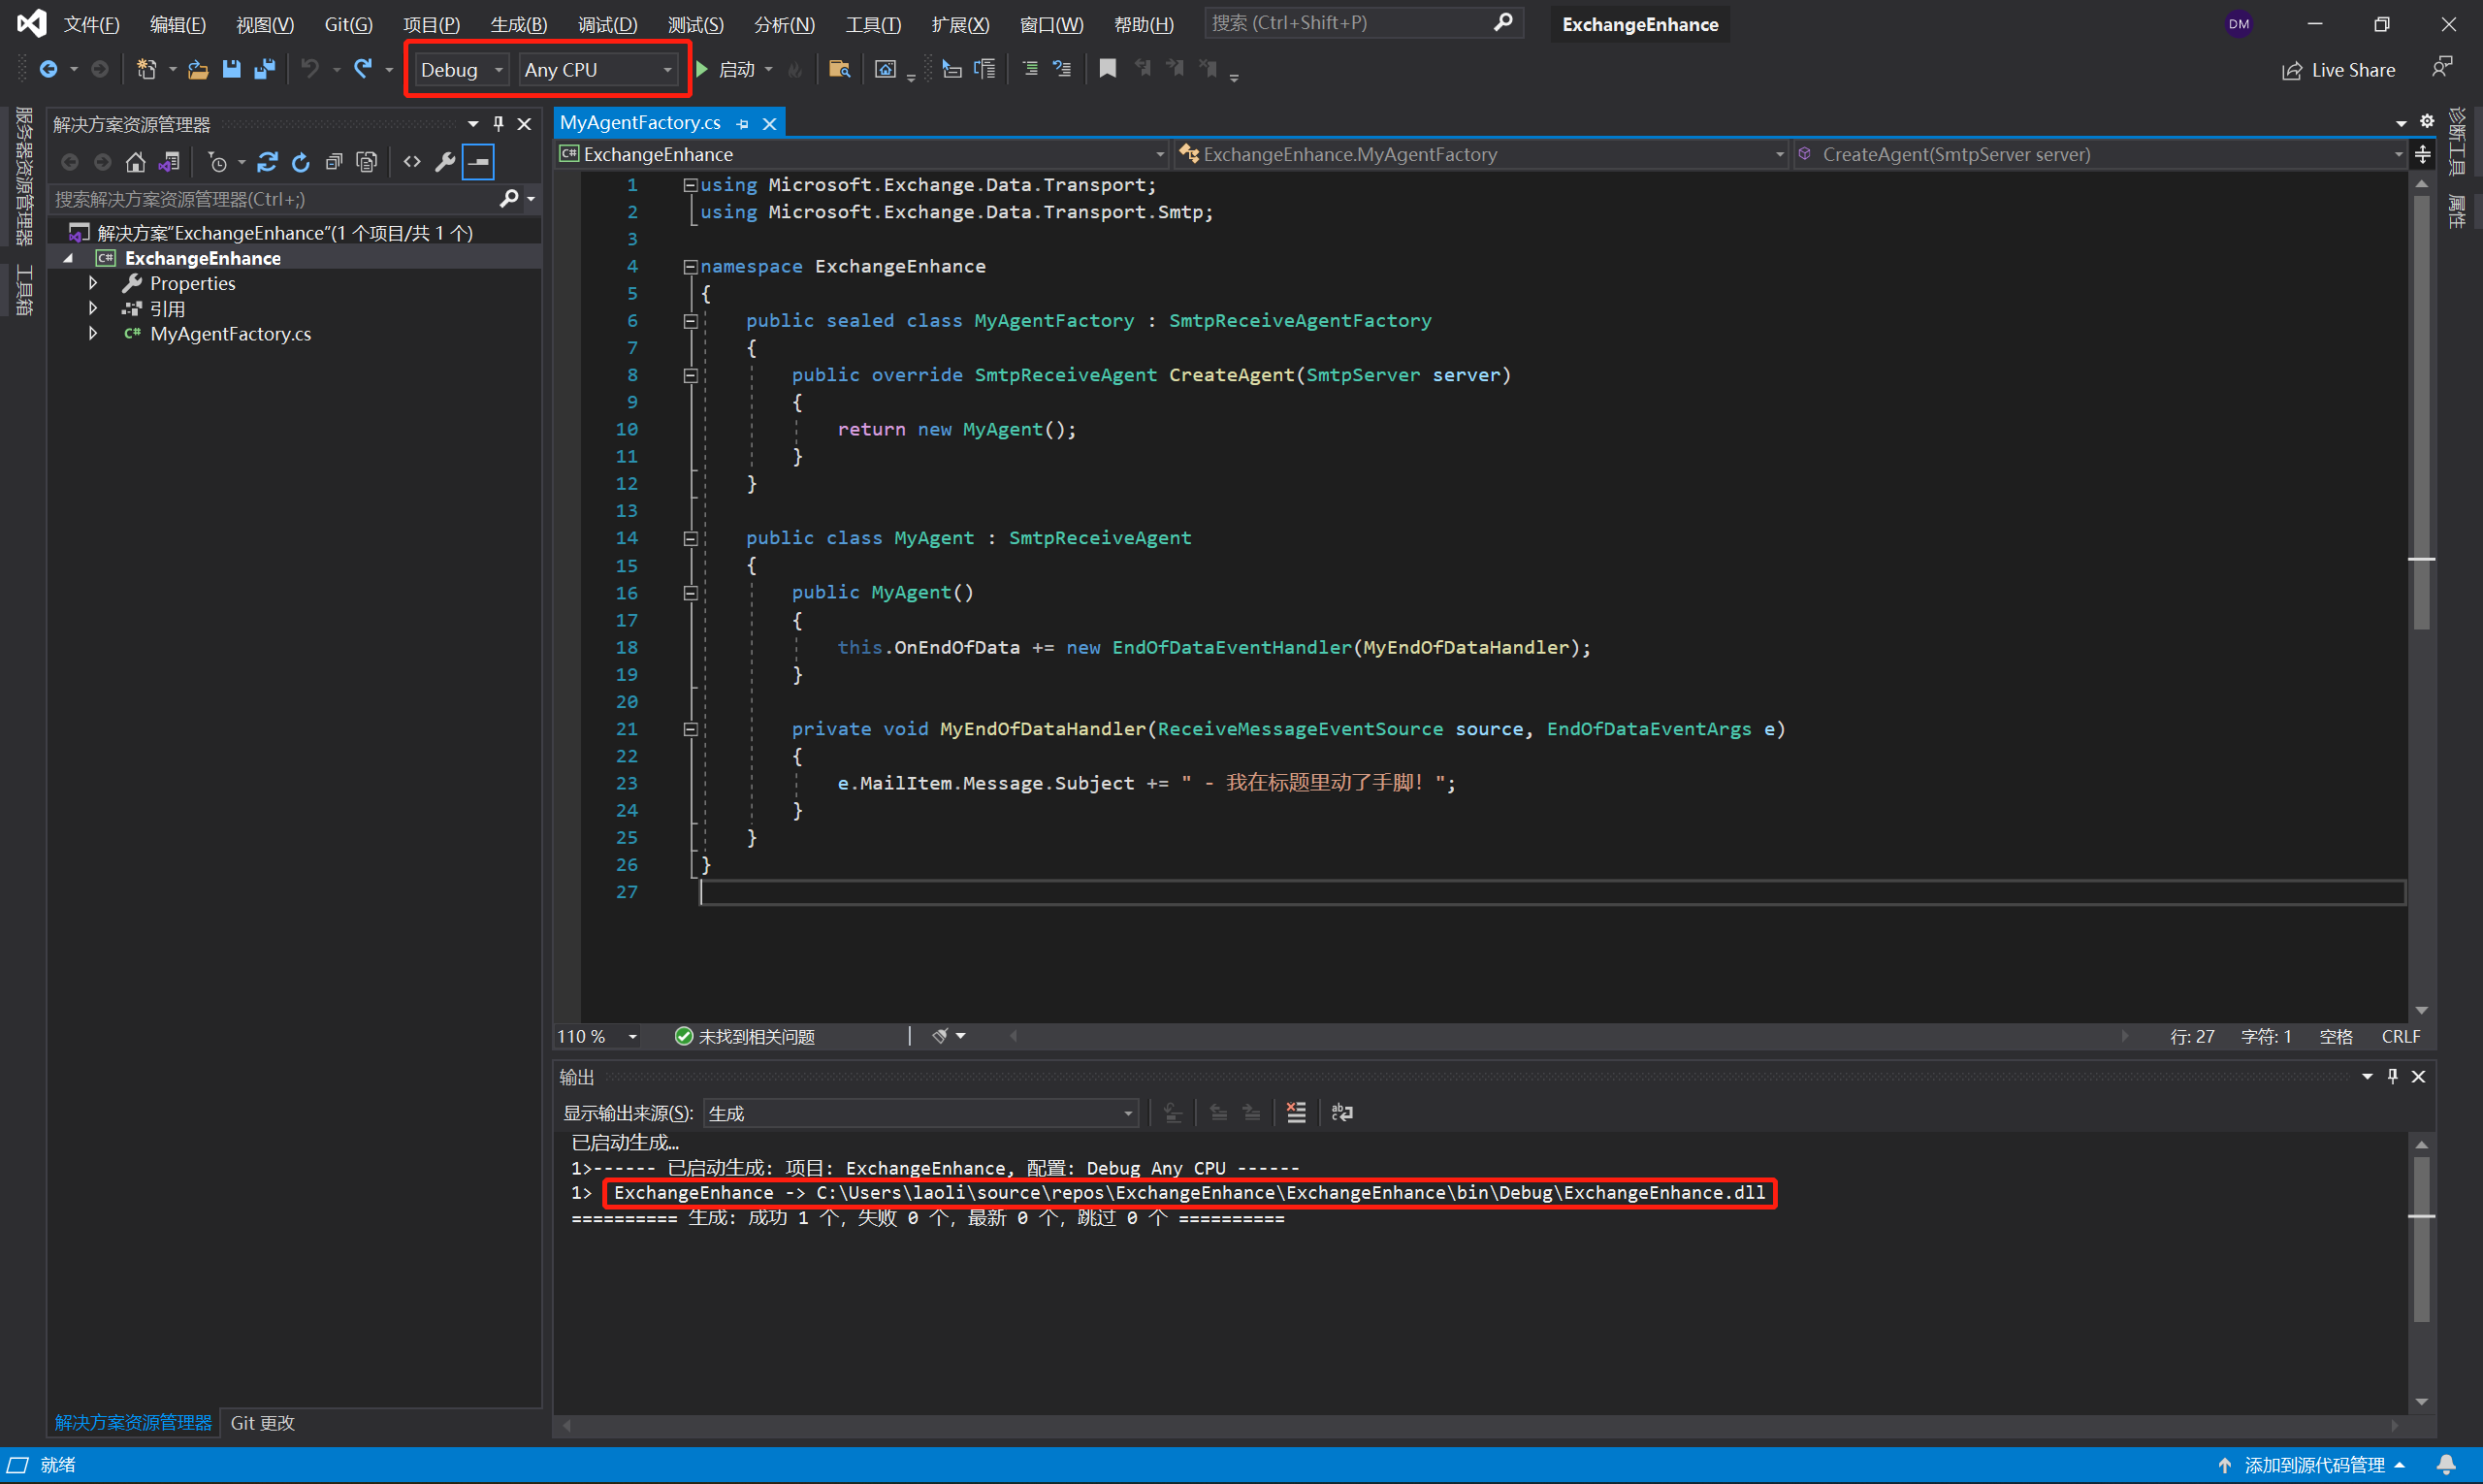 文件(F) 编辑(E) 视图(V) Git(G) 项目(P) 生成(B) 调试(D) 测试(S) 分析(N) 工具(T) 扩展(X) 窗口(W) 帮助(H) 搜索 (Ctrl+Shift+P) ExchangeEnhance DM
Debug Any CPU 启动 Live Share
服务器资源管理器
工具箱
解决方案资源管理器
搜索解决方案资源管理器(Ctrl+;)
解决方案"ExchangeEnhance"(1 个项目/共 1 个)
C# ExchangeEnhance
Properties
引用
C# MyAgentFactory.cs
解决方案资源管理器 Git 更改
MyAgentFactory.cs
C# ExchangeEnhance ExchangeEnhance.MyAgentFactory CreateAgent(SmtpServer server)
1 using Microsoft.Exchange.Data.Transport;
2 using Microsoft.Exchange.Data.Transport.Smtp;
3
4 namespace ExchangeEnhance
5 {
6 public sealed class MyAgentFactory : SmtpReceiveAgentFactory
7 {
8 public override SmtpReceiveAgent CreateAgent(SmtpServer server)
9 {
10 return new MyAgent();
11 }
12 }
13
14 public class MyAgent : SmtpReceiveAgent
15 {
16 public MyAgent()
17 {
18 this.OnEndOfData += new EndOfDataEventHandler(MyEndOfDataHandler);
19 }
20
21 private void MyEndOfDataHandler(ReceiveMessageEventSource source, EndOfDataEventArgs e)
22 {
23 e.MailItem.Message.Subject += " - 我在标题里动了手脚！";
24 }
25 }
26 }
27
110 % 未找到相关问题 行: 27 字符: 1 空格 CRLF
输出
显示输出来源(S): 生成
已启动生成…
1>------ 已启动生成: 项目: ExchangeEnhance, 配置: Debug Any CPU ------
1> ExchangeEnhance -> C:\Users\laoli\source\repos\ExchangeEnhance\ExchangeEnhance\bin\Debug\ExchangeEnhance.dll
========== 生成: 成功 1 个，失败 0 个，最新 0 个，跳过 0 个 ==========
诊断工具
属性
就绪 添加到源代码管理